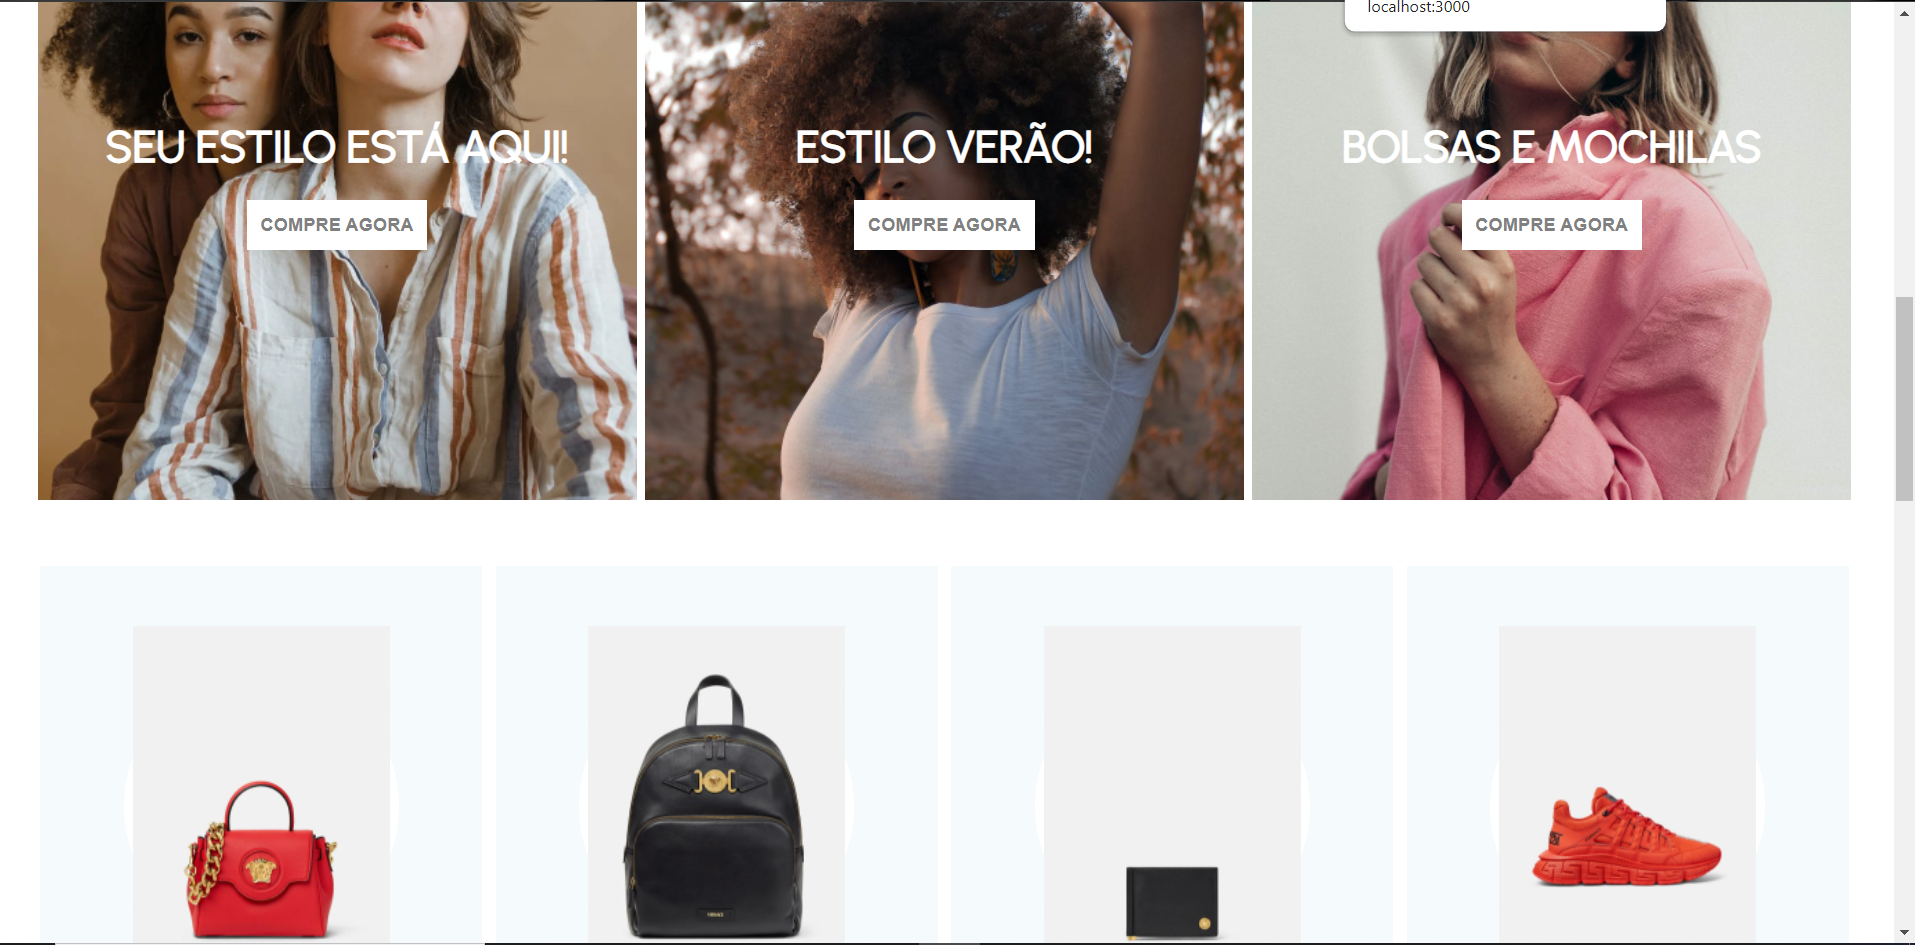 localhost:3000
SEU ESTILO ESTÁ AQUI!
ESTILO VERÃO!
BOLSAS E MOCHILAS
COMPRE AGORA
COMPRE AGORA
COMPRE AGORA